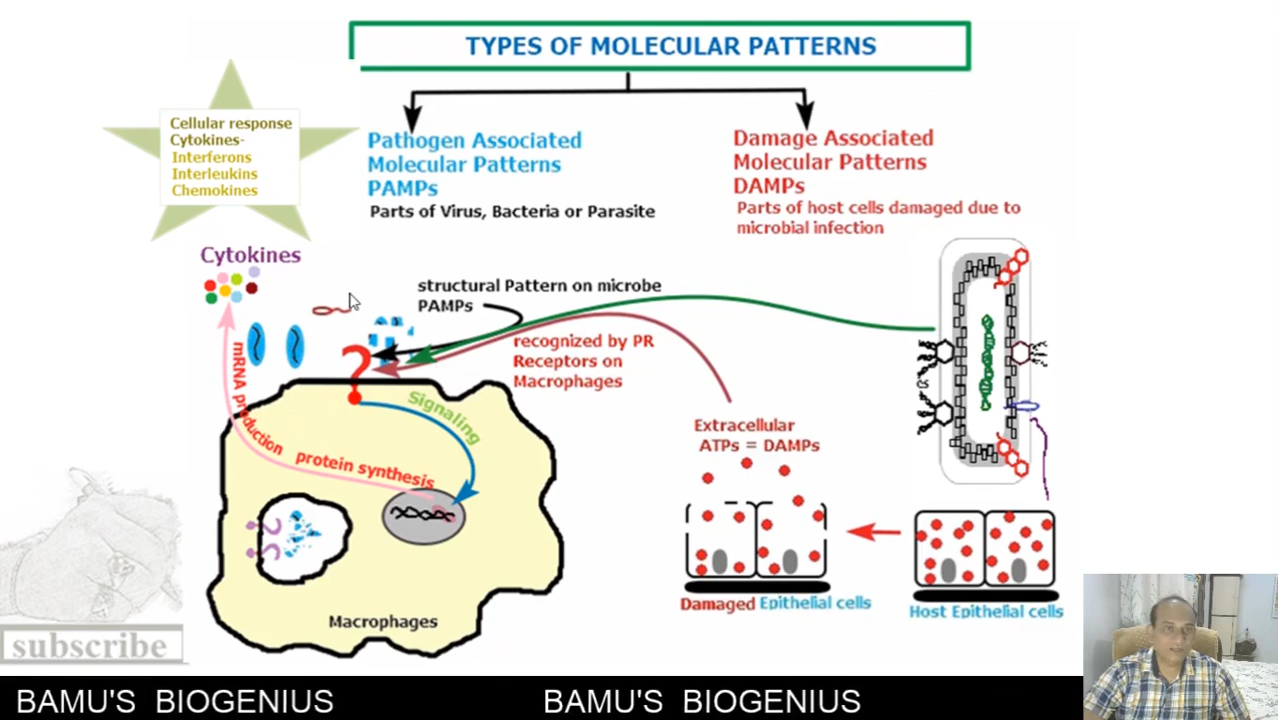 TYPES OF MOLECULAR PATTERNS
Cellular response
Cytokines-
Interferons
Interleukins
Chemokines
Pathogen Associated
Molecular Patterns
PAMPs
Parts of Virus, Bacteria or Parasite
Damage Associated
Molecular Patterns
DAMPs
Parts of host cells damaged due to
microbial infection
Cytokines
structural Pattern on microbe
PAMPs
recognized by PR
Receptors on
Macrophages
?
Signaling
mRNA production protein synthesis
Extracellular
ATPs = DAMPs
Macrophages
Damaged Epithelial cells
Host Epithelial cells
subscribe
BAMU'S BIOGENIUS
BAMU'S BIOGENIUS